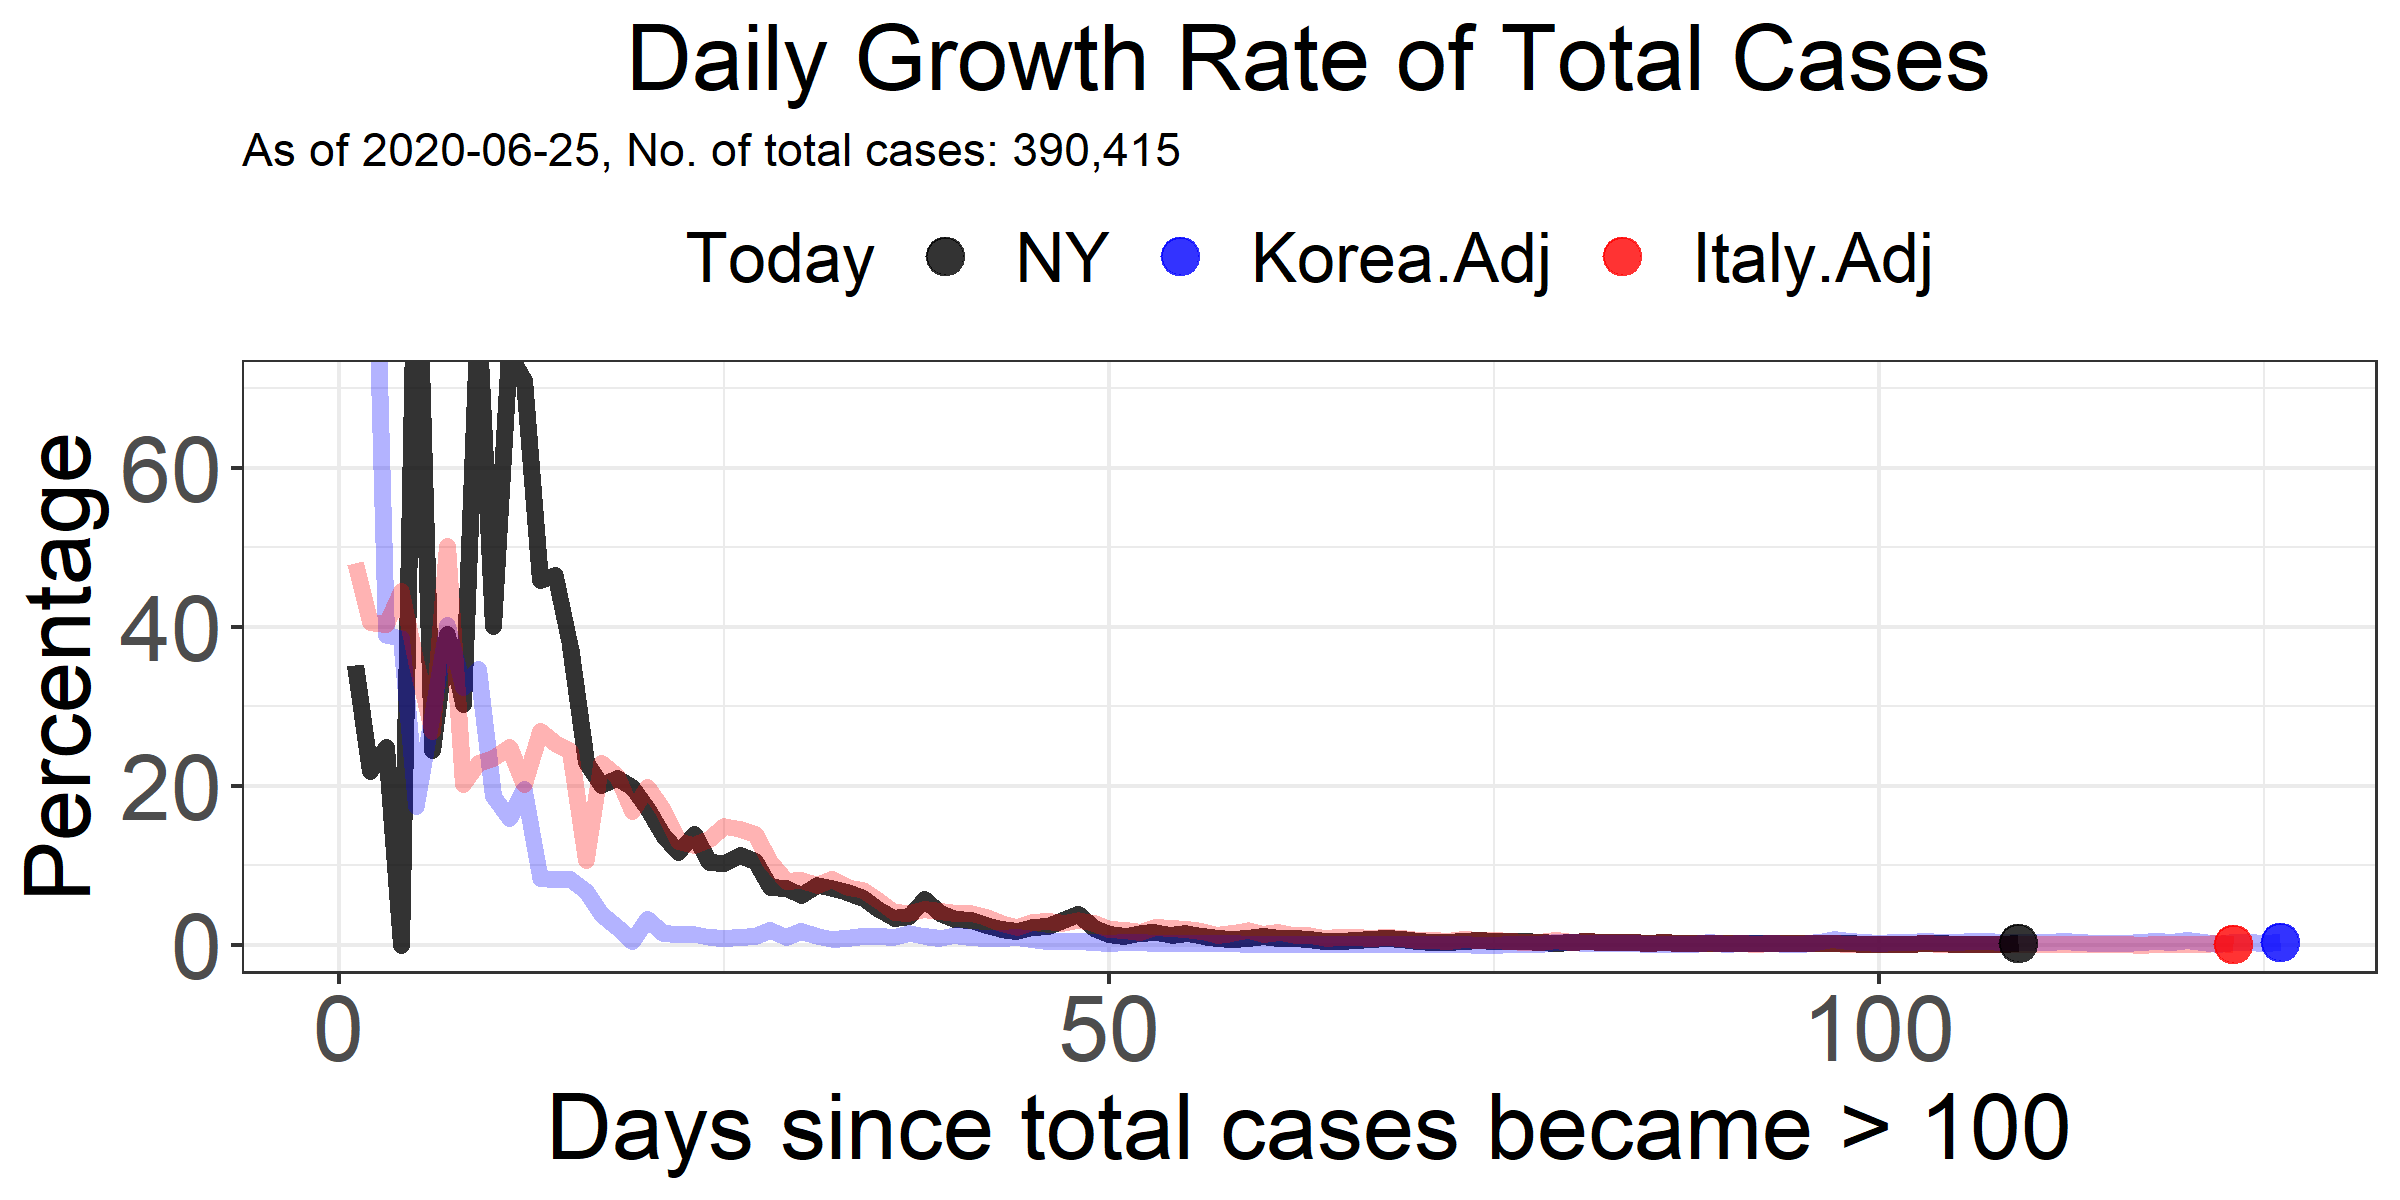 Daily Growth Rate of Total Cases
As of 2020-06-25, No. of total cases: 390,415
Today NY Korea.Adj Italy.Adj
Percentage
60
40
20
0
0 50 100
Days since total cases became > 100